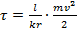 τ = l/kr · mv²/2